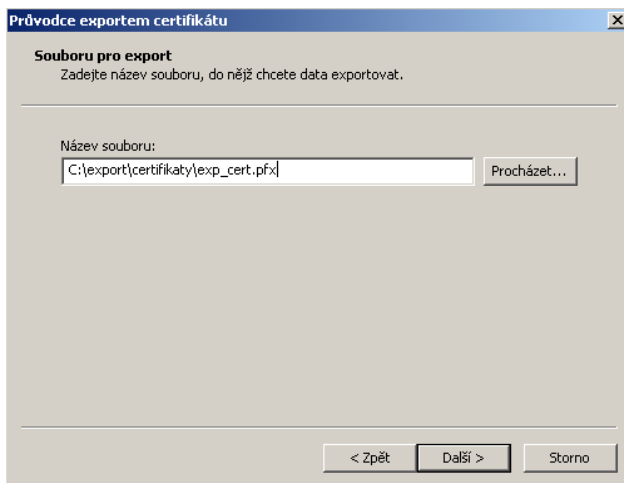 Průvodce exportem certifikátu
Souboru pro export
Zadejte název souboru, do nějž chcete data exportovat.
Název souboru:
C:\export\certifikaty\exp_cert.pfx
Procházet...
< Zpět
Další >
Storno